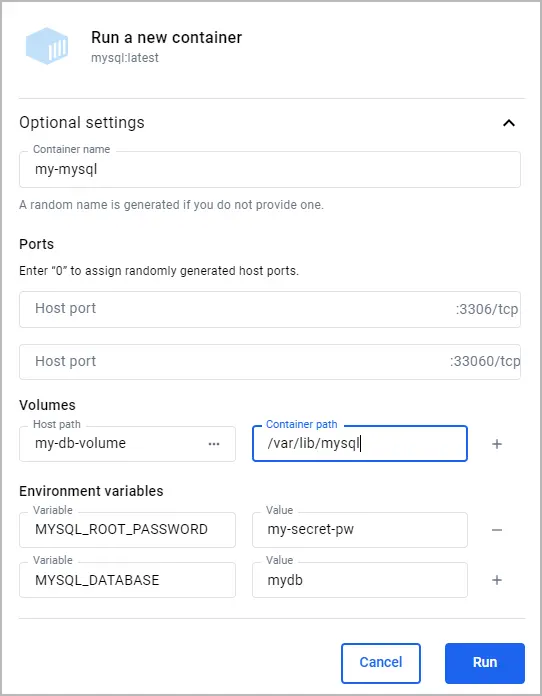 Run a new container
mysql:latest
Optional settings
Container name
my-mysql
A random name is generated if you do not provide one.
Ports
Enter “0” to assign randomly generated host ports.
Host port :3306/tcp
Host port :33060/tcp
Volumes
Host path Container path
my-db-volume ··· /var/lib/mysql +
Environment variables
Variable Value
MYSQL_ROOT_PASSWORD my-secret-pw −
Variable Value
MYSQL_DATABASE mydb +
Cancel Run